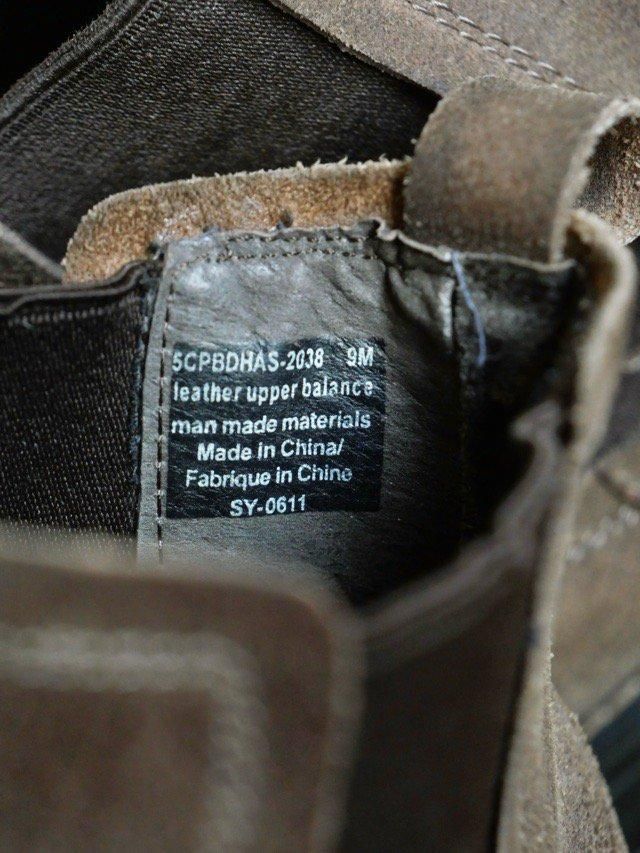 5CPBDHAS-2038 9M
leather upper balance
man made materials
Made in China/
Fabrique in Chine
SY-0611